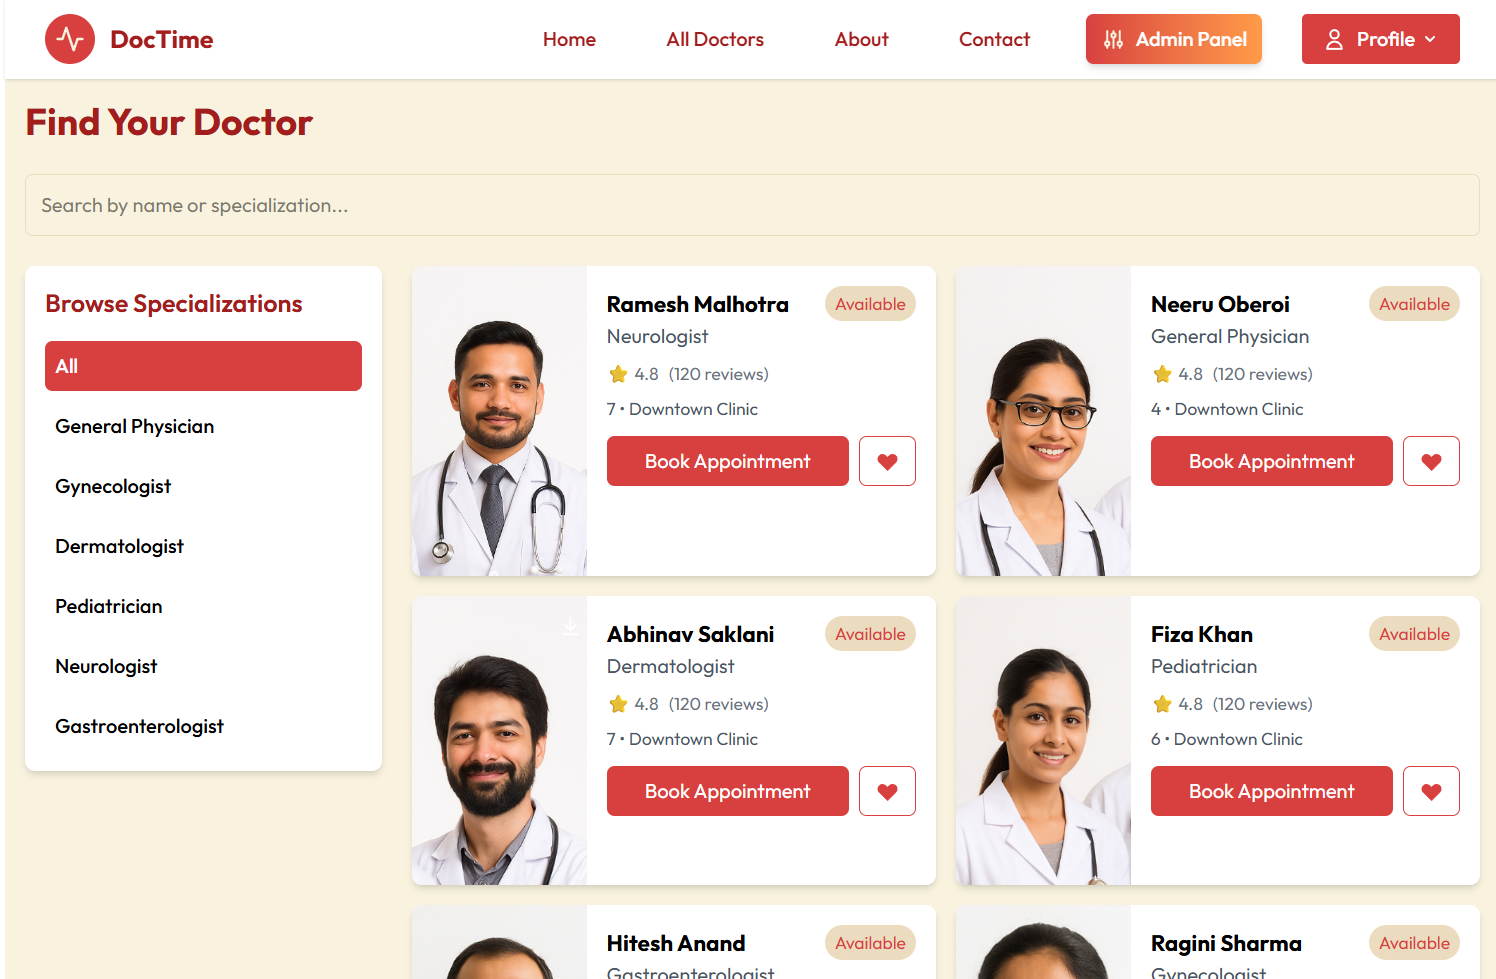 DocTime
Home
All Doctors
About
Contact
Admin Panel
Profile
Find Your Doctor
Search by name or specialization...
Browse Specializations
All
General Physician
Gynecologist
Dermatologist
Pediatrician
Neurologist
Gastroenterologist
Ramesh Malhotra
Available
Neurologist
4.8 (120 reviews)
7 • Downtown Clinic
Book Appointment
Neeru Oberoi
Available
General Physician
4.8 (120 reviews)
4 • Downtown Clinic
Book Appointment
Abhinav Saklani
Available
Dermatologist
4.8 (120 reviews)
7 • Downtown Clinic
Book Appointment
Fiza Khan
Available
Pediatrician
4.8 (120 reviews)
6 • Downtown Clinic
Book Appointment
Hitesh Anand
Available
Gastroenterologist
Ragini Sharma
Available
Gynecologist